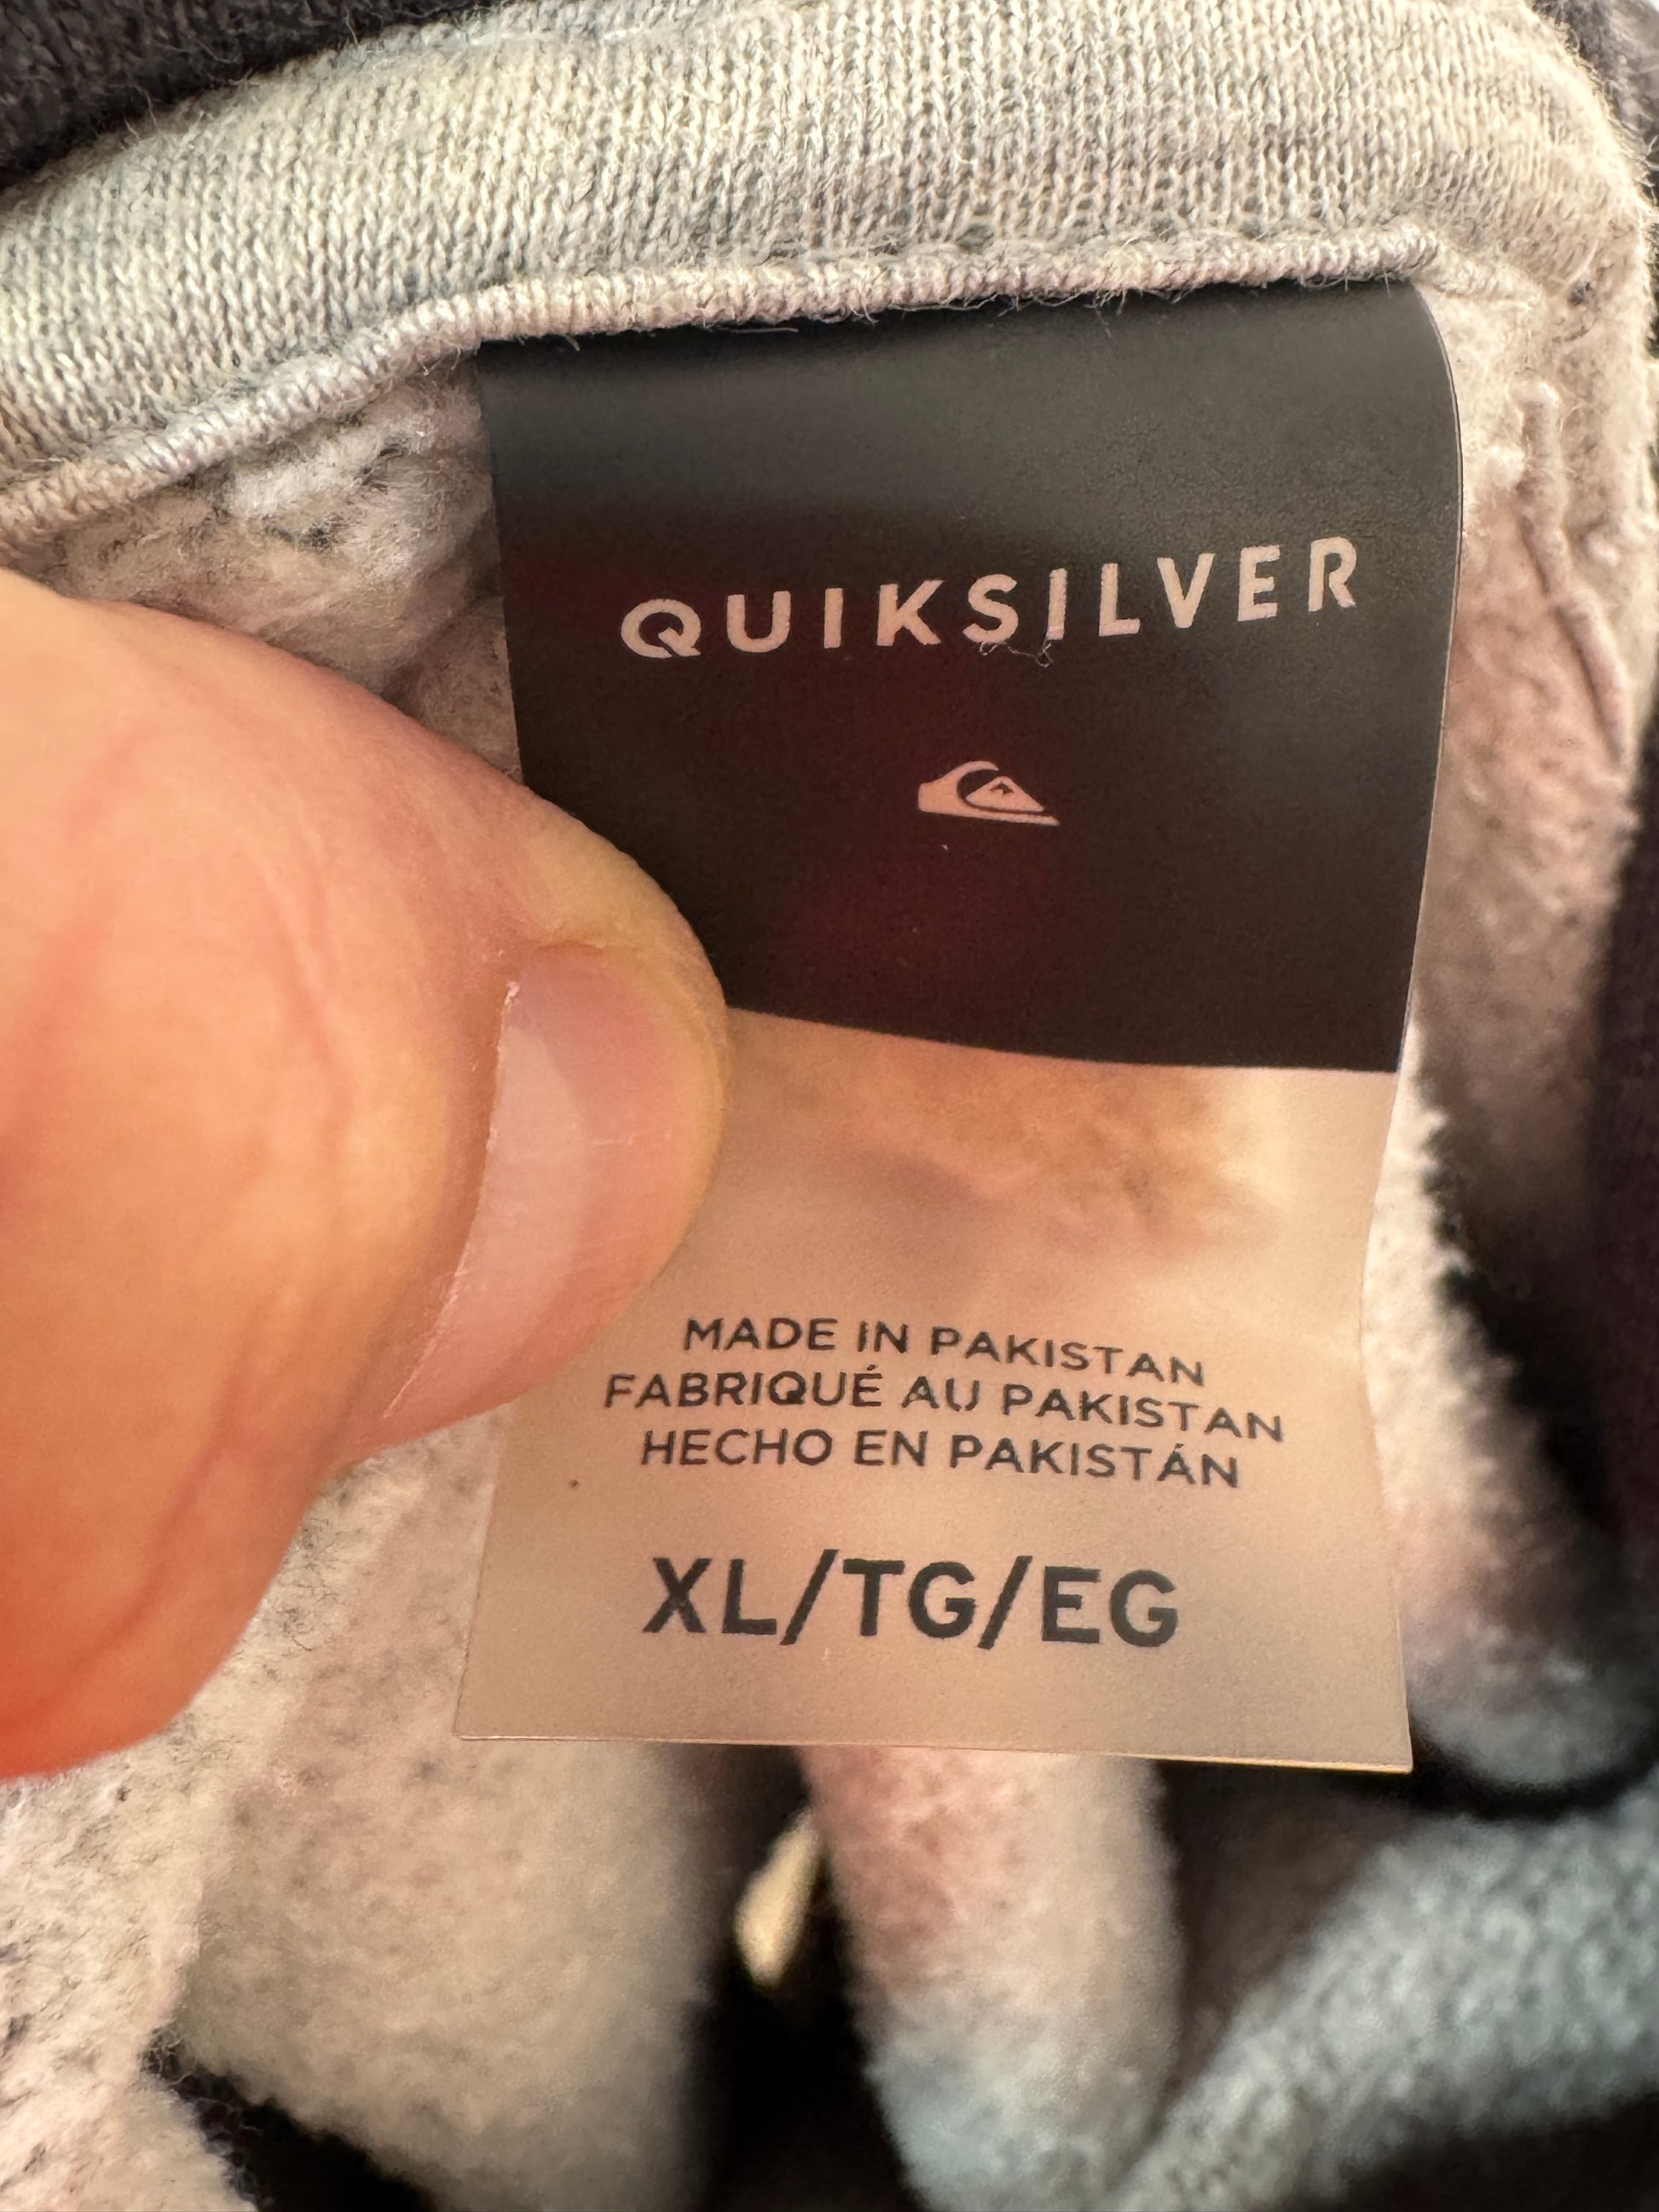 QUIKSILVER
MADE IN PAKISTAN
FABRIQUÉ AU PAKISTAN
HECHO EN PAKISTÁN
XL/TG/EG